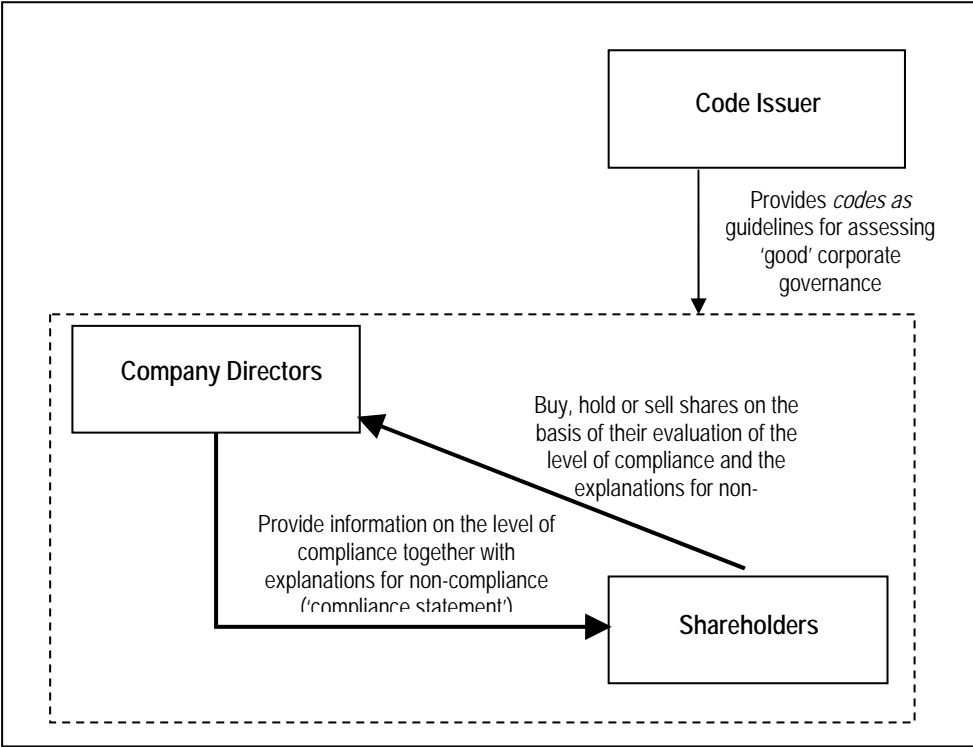 Code Issuer
Provides codes as
guidelines for assessing
‘good’ corporate
governance
Company Directors
Buy, hold or sell shares on the
basis of their evaluation of the
level of compliance and the
explanations for non-
Provide information on the level of
compliance together with
explanations for non-compliance
(‘compliance statement’)
Shareholders